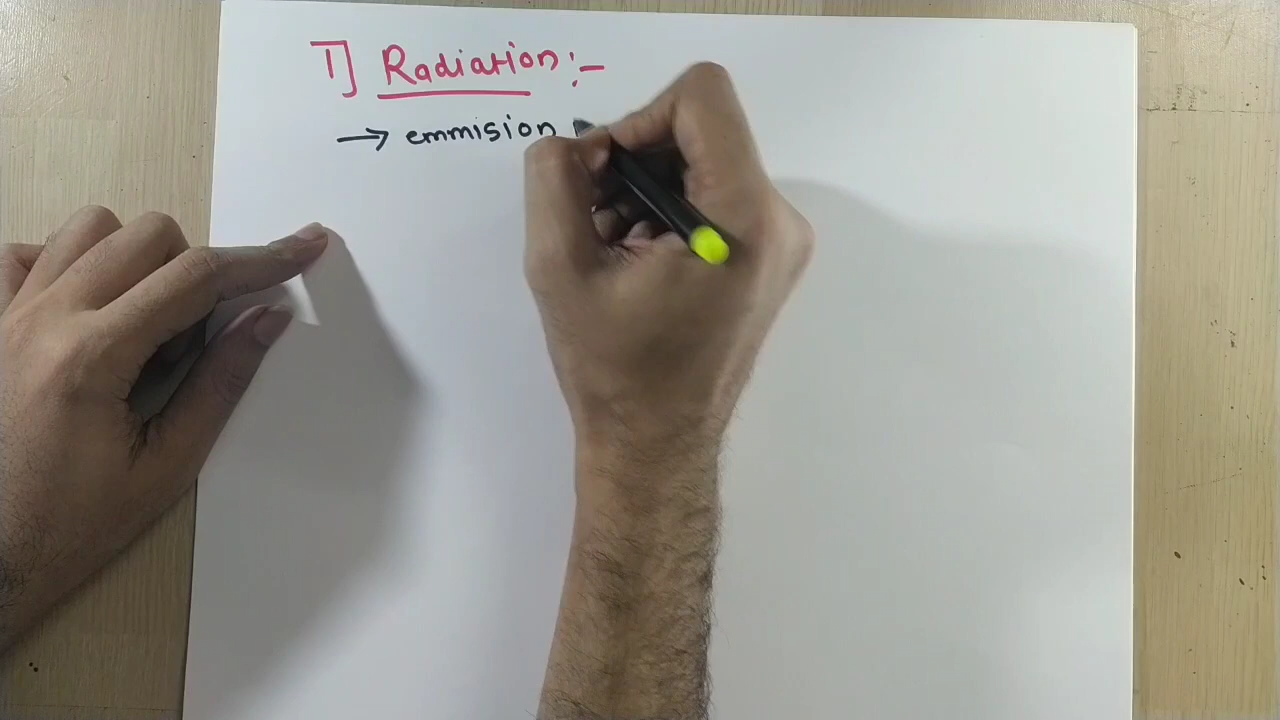 1] Radiation :-
→ emmision